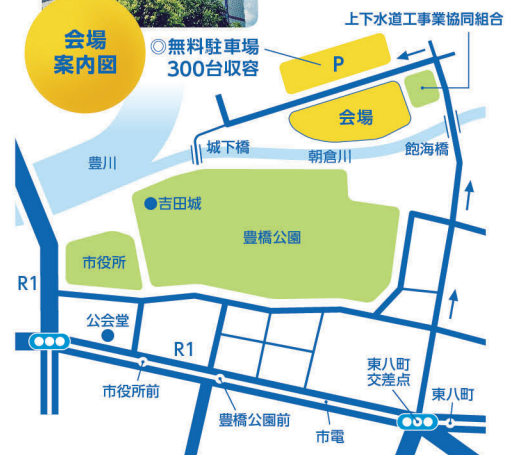 上下水道工事業協同組合
会場
案内図
◎無料駐車場
300台収容
P
会場
城下橋
朝倉川
飽海橋
豊川
●吉田城
豊橋公園
市役所
R1
公会堂
R1
市役所前
豊橋公園前
市電
東八町
交差点
東八町